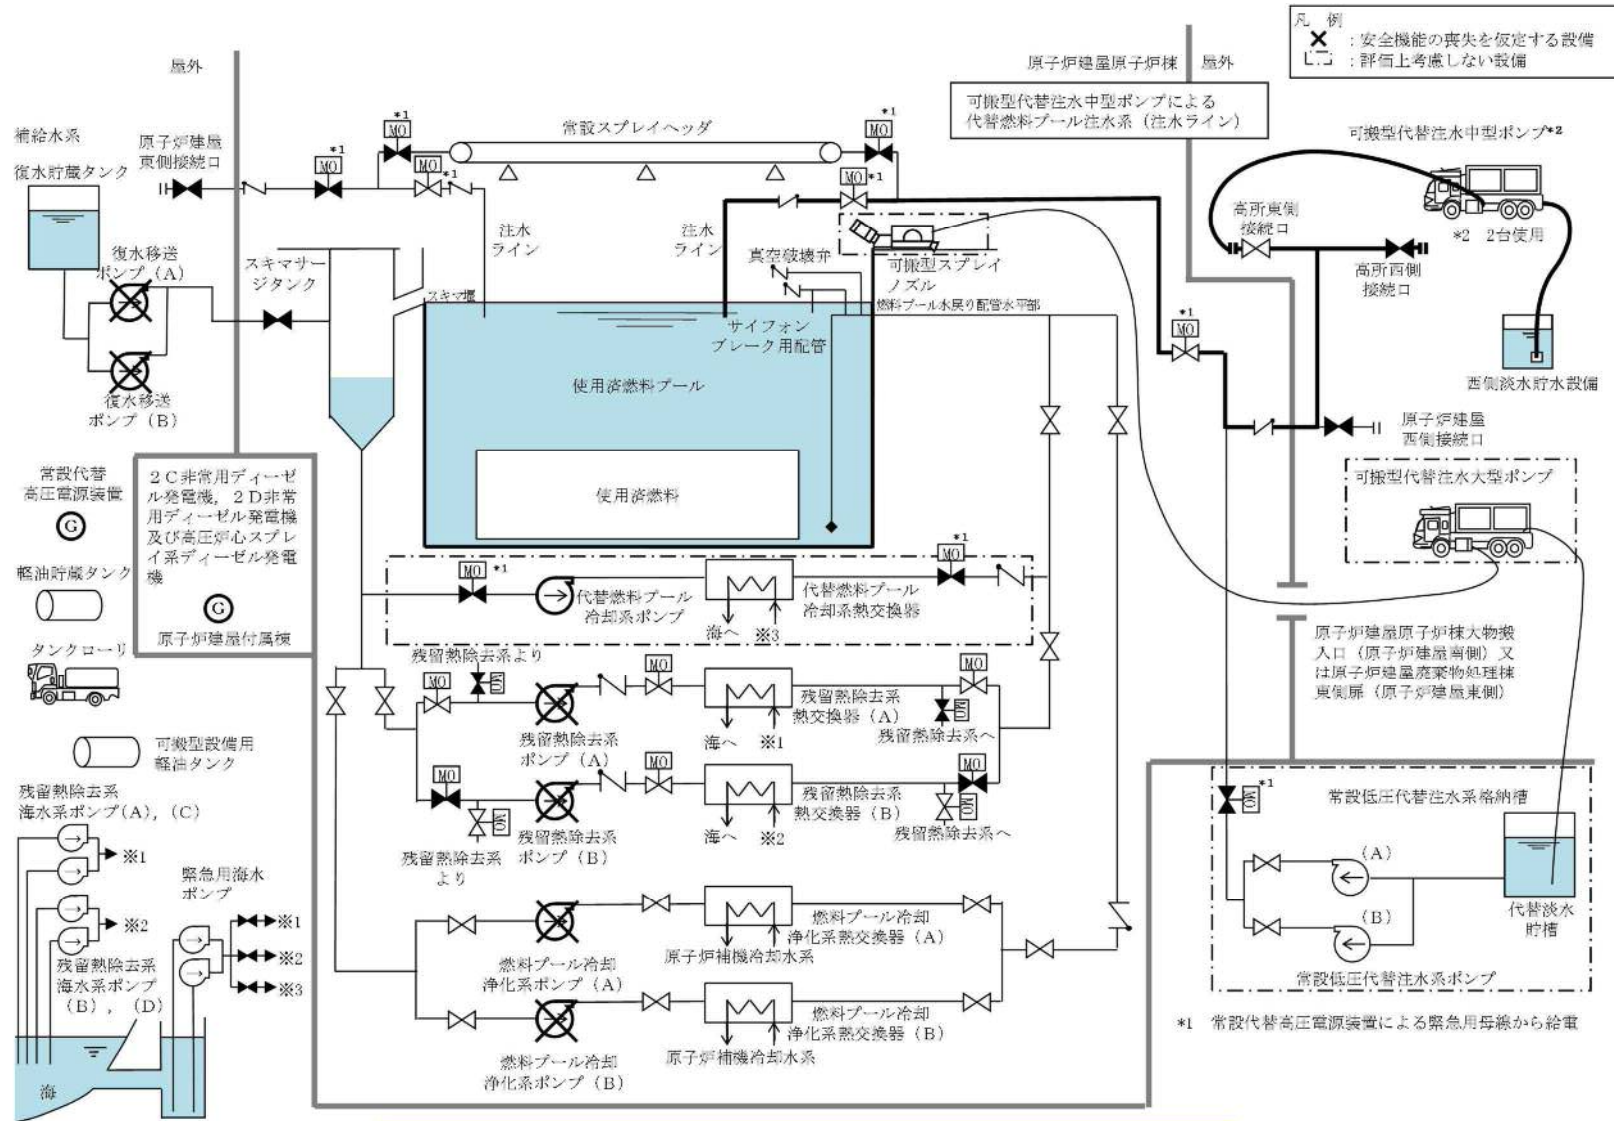 凡 例
: 安全機能の喪失を仮定する設備
: 評価上考慮しない設備
屋外
原子炉建屋原子炉棟
屋外
可搬型代替注水中型ポンプによる
代替燃料プール注水系（注水ライン）
補給水系
復水貯蔵タンク
原子炉建屋
東側接続口
*1
MO
*1
MO
MO
*1
常設スプレイヘッダ
*1
MO
MO
*1
可搬型代替注水中型ポンプ*2
*2 2台使用
高所東側
接続口
高所西側
接続口
西側淡水貯水設備
復水移送
ポンプ（A）
復水移送
ポンプ（B）
スキマサー
ジタンク
スキマ堰
注水
ライン
注水
ライン
真空破壊弁
可搬型スプレイ
ノズル
燃料プール水戻り配管水平部
サイフォン
ブレーク用配管
使用済燃料プール
使用済燃料
*1
MO
原子炉建屋
西側接続口
可搬型代替注水大型ポンプ
常設代替
高圧電源装置
G
2C非常用ディーゼ
ル発電機，2D非常
用ディーゼル発電機
及び高圧炉心スプレ
イ系ディーゼル発電
機
G
原子炉建屋付属棟
軽油貯蔵タンク
タンクローリ
可搬型設備用
軽油タンク
MO
*1
代替燃料プール
冷却系ポンプ
海へ
※3
代替燃料プール
冷却系熱交換器
*1
MO
原子炉建屋原子炉棟大物搬
入口（原子炉建屋南側）又
は原子炉建屋廃棄物処理棟
東側扉（原子炉建屋東側）
残留熱除去系より
MO
MO
残留熱除去系
ポンプ（A）
MO
海へ
※1
残留熱除去系
熱交換器（A）
MO
MO
残留熱除去系へ
MO
MO
残留熱除去系
より
残留熱除去系
ポンプ（B）
MO
海へ
※2
残留熱除去系
熱交換器（B）
MO
MO
残留熱除去系へ
残留熱除去系
海水系ポンプ(A)，(C)
※1
※2
残留熱除去系
海水系ポンプ
（B），（D）
緊急用海水
ポンプ
※1
※2
※3
海
燃料プール冷却
浄化系ポンプ（A）
原子炉補機冷却水系
燃料プール冷却
浄化系熱交換器（A）
燃料プール冷却
浄化系ポンプ（B）
原子炉補機冷却水系
燃料プール冷却
浄化系熱交換器（B）
*1
MO
常設低圧代替注水系格納槽
（A）
（B）
代替淡水
貯槽
常設低圧代替注水系ポンプ
*1 常設代替高圧電源装置による緊急用母線から給電